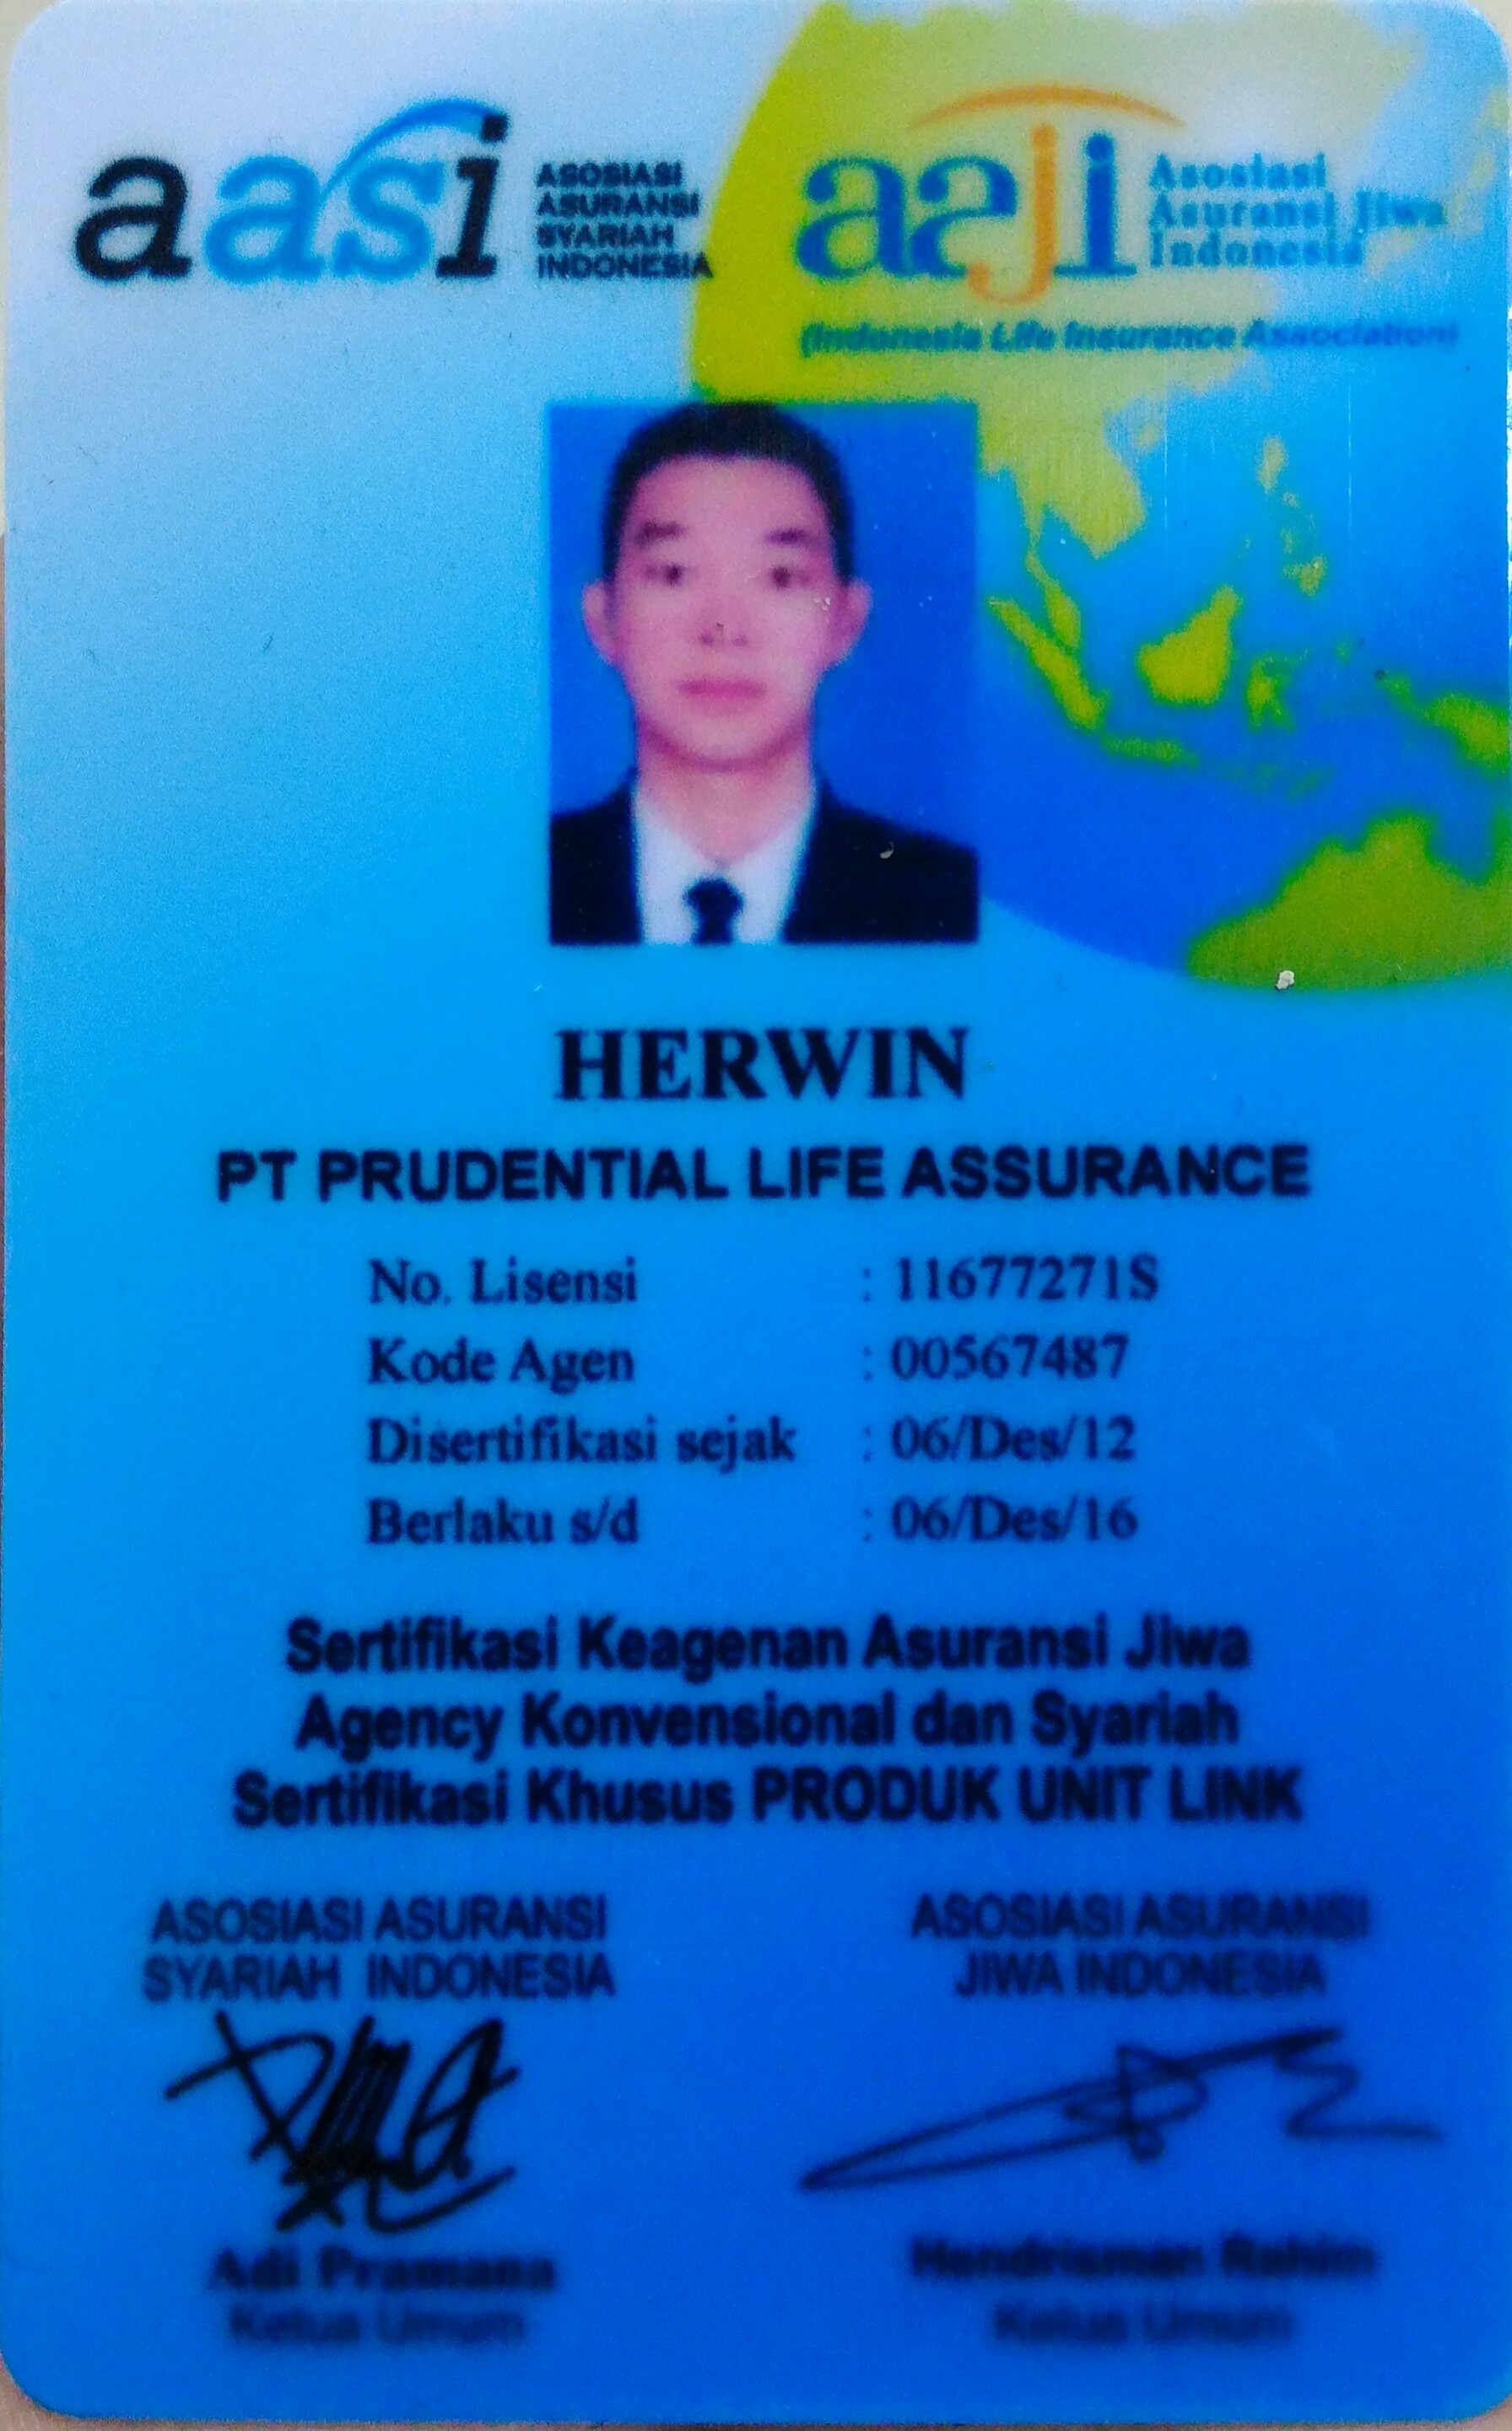 aasi
ASOSIASI
ASURANSI
SYARIAH
INDONESIA
aaji
Asosiasi
Asuransi Jiwa
Indonesia
(Indonesia Life Insurance Association)
HERWIN
PT PRUDENTIAL LIFE ASSURANCE
No. Lisensi : 11677271S
Kode Agen : 00567487
Disertifikasi sejak : 06/Des/12
Berlaku s/d : 06/Des/16
Sertifikasi Keagenan Asuransi Jiwa
Agency Konvensional dan Syariah
Sertifikasi Khusus PRODUK UNIT LINK
ASOSIASI ASURANSI
SYARIAH INDONESIA
Adi Pramana
Ketua Umum
ASOSIASI ASURANSI
JIWA INDONESIA
Hendrisman Rahim
Ketua Umum